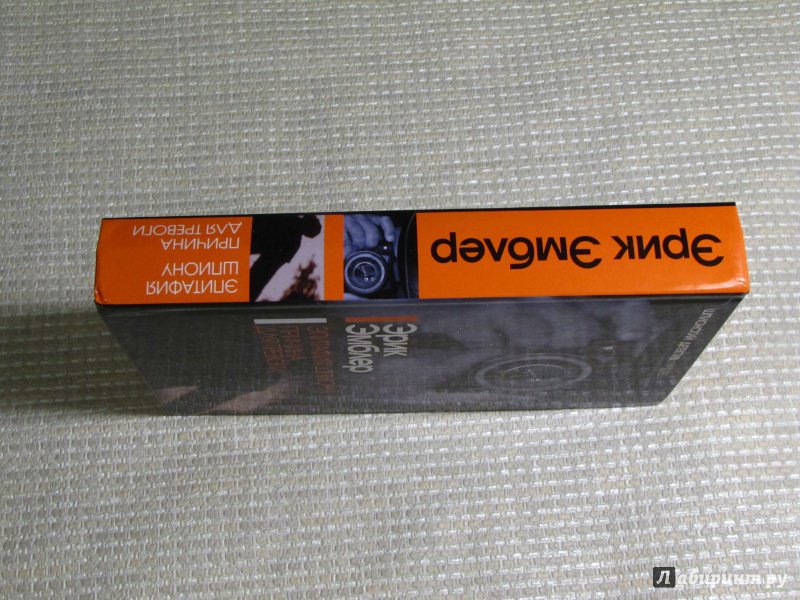 Эрик Эмблер
ЭПИТАФИЯ
ШПИОНУ
ПРИЧИНА
ДЛЯ ТРЕВОГИ
Эрик
Эмблер
Лабиринт.ру